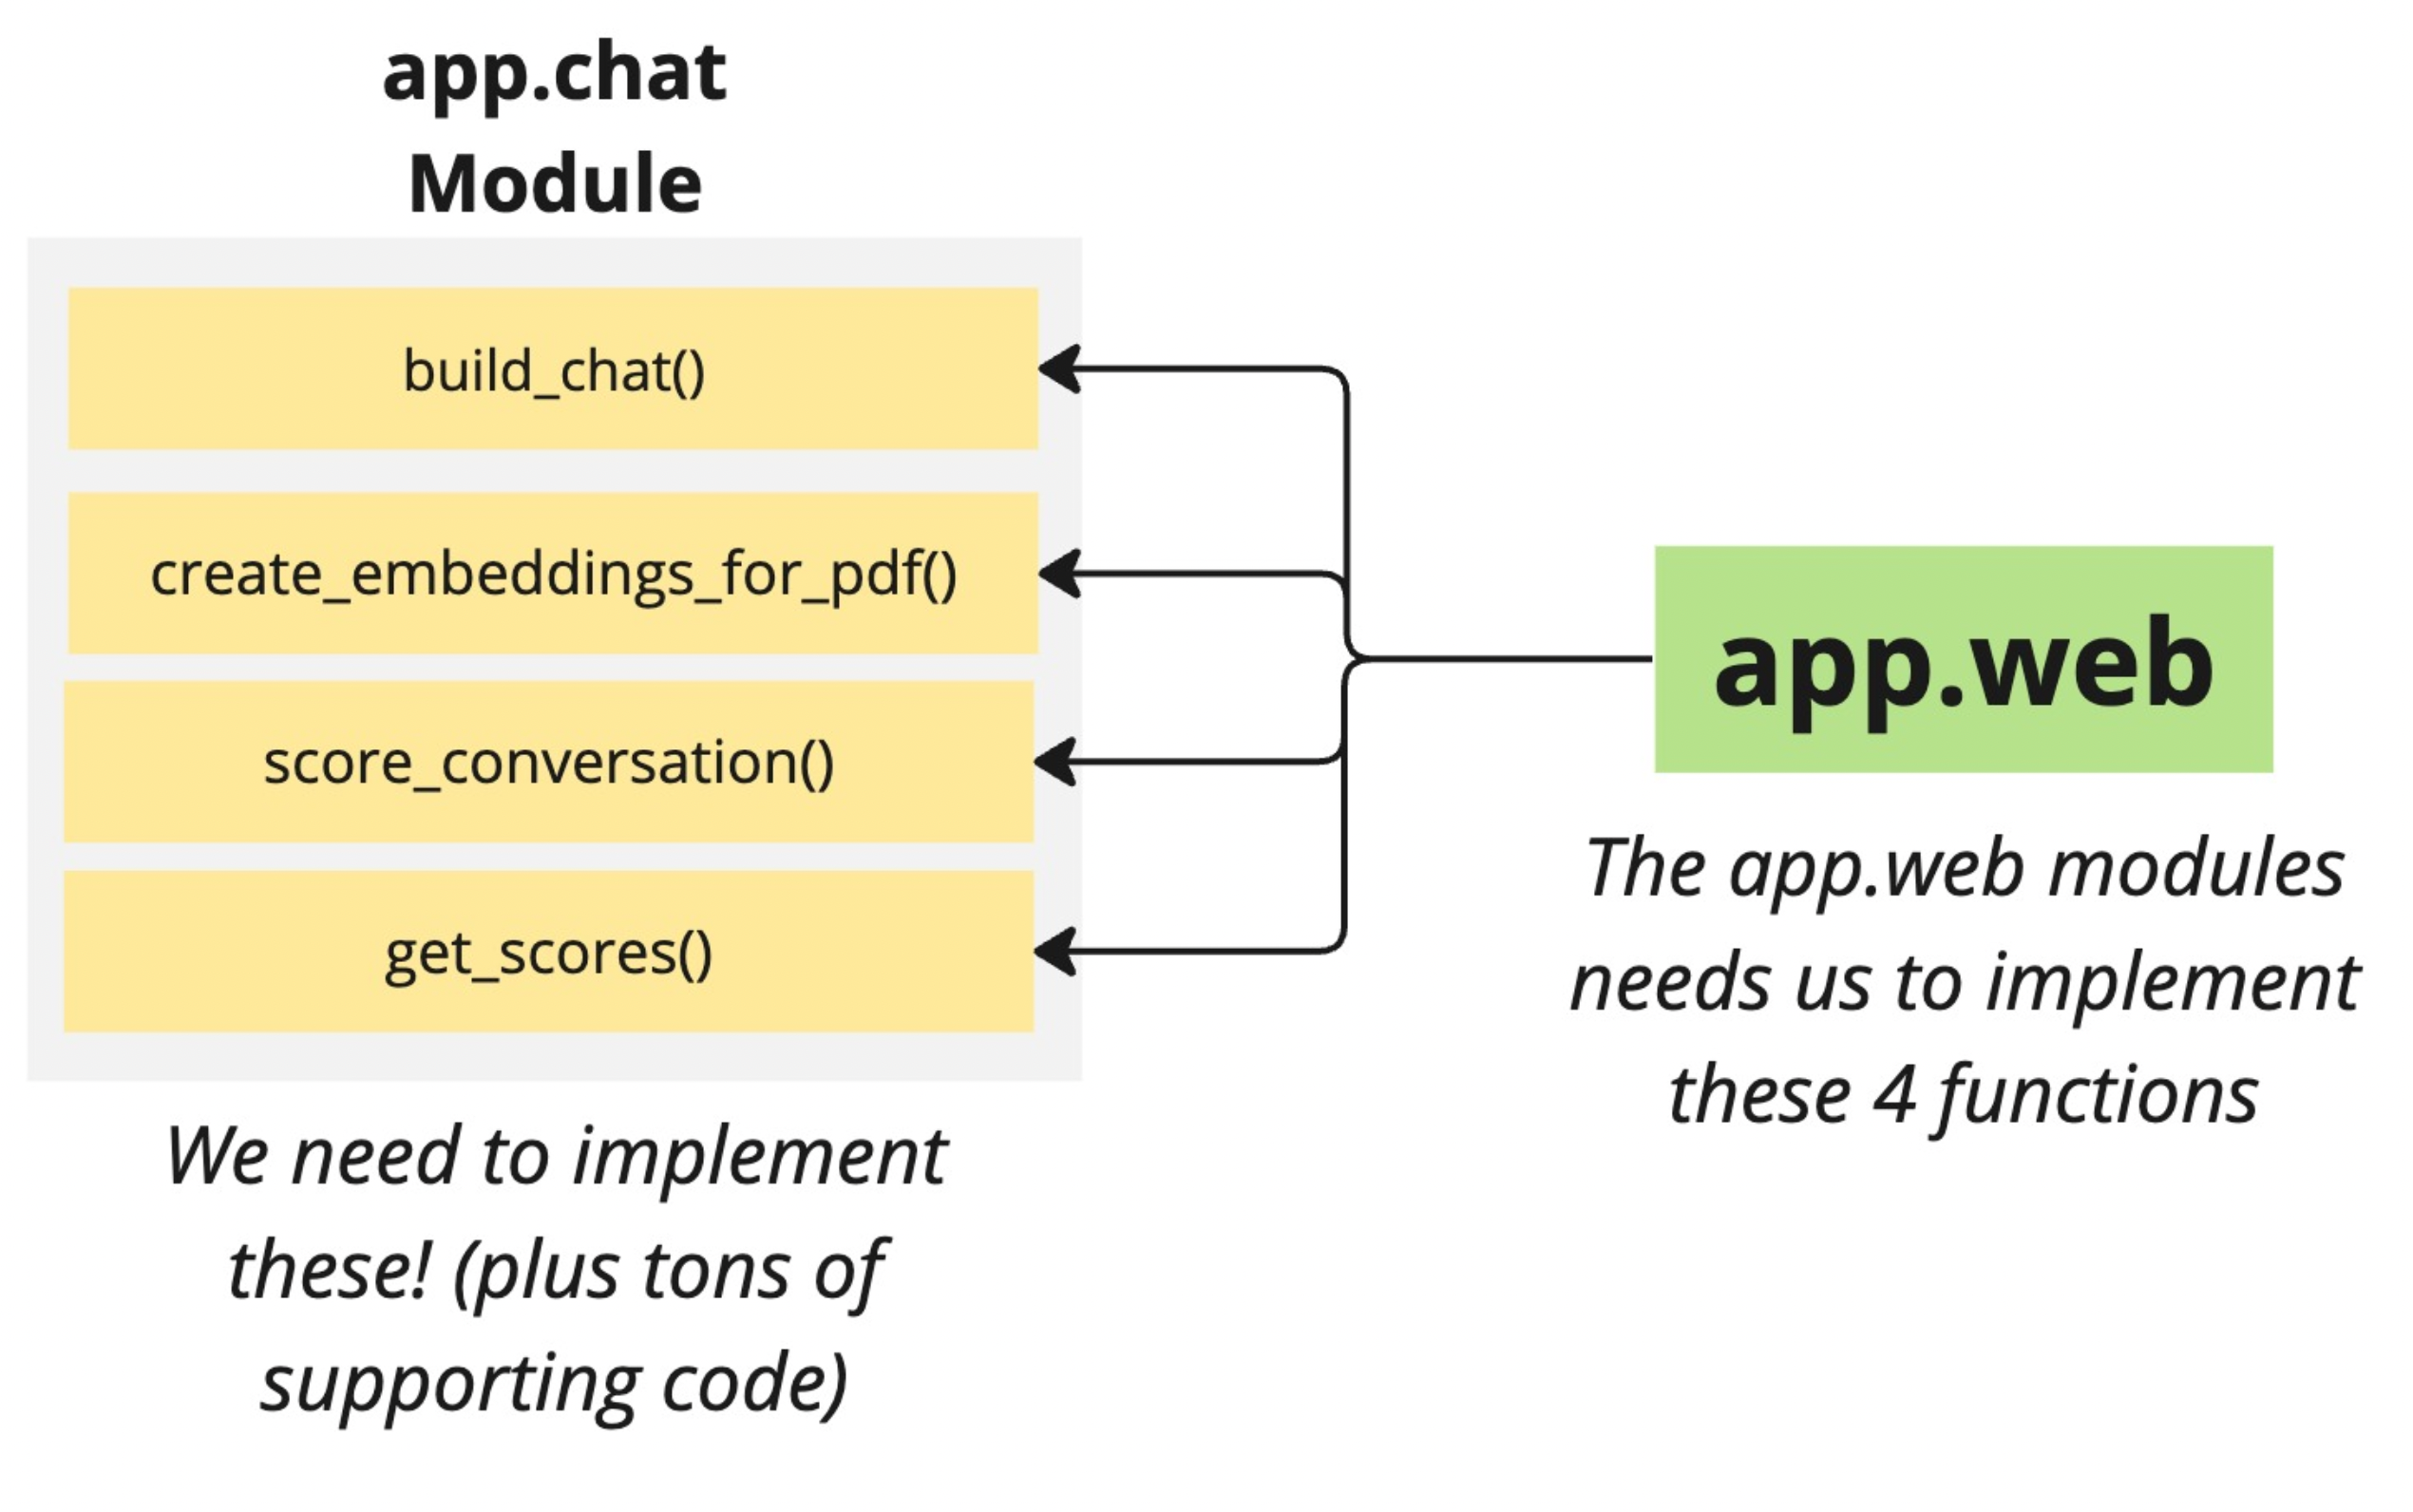 app.chat
Module
build_chat()
create_embeddings_for_pdf()
score_conversation()
get_scores()
We need to implement
these! (plus tons of
supporting code)
app.web
The app.web modules
needs us to implement
these 4 functions